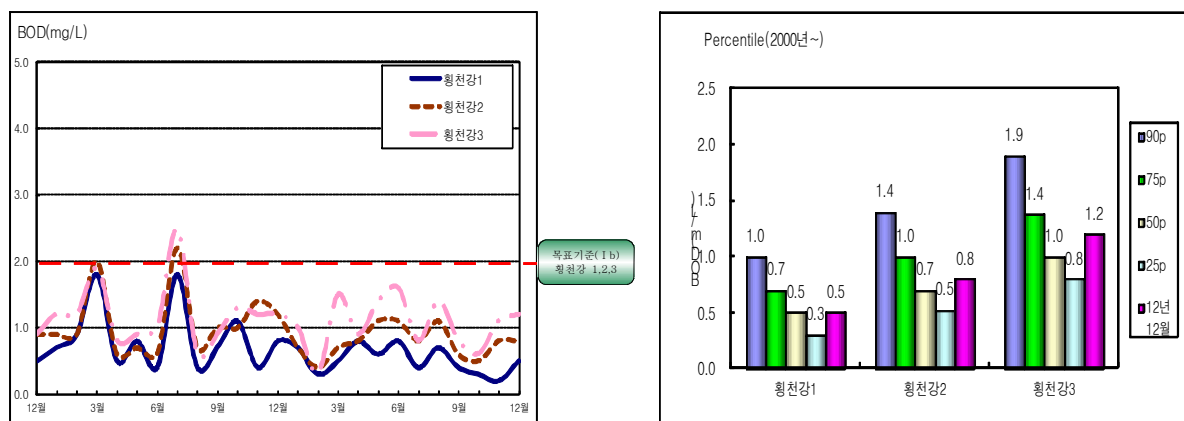 BOD(mg/L)
5.0
4.0
3.0
2.0
1.0
0.0
횡천강1
횡천강2
횡천강3
12월 3월 6월 9월 12월 3월 6월 9월 12월
목표기준(Ⅰb)
횡천강 1,2,3
Percentile(2000년~)
BOD(m/L)
2.5
2.0
1.5
1.0
0.5
0.0
1.0 0.7 0.5 0.3 0.5
1.4 1.0 0.7 0.5 0.8
1.9 1.4 1.0 0.8 1.2
횡천강1 횡천강2 횡천강3
90p
75p
50p
25p
12년
12월